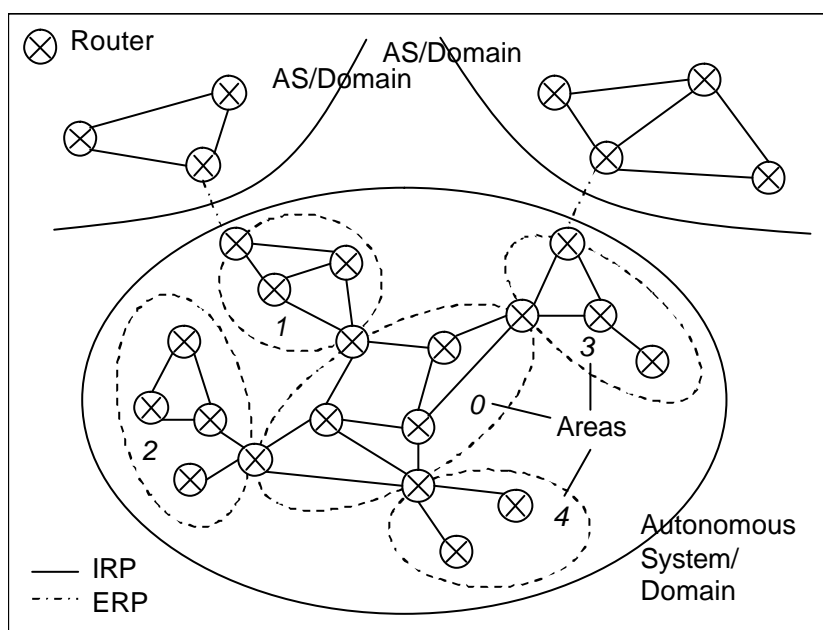 Router
AS/Domain
AS/Domain
1
3
2
0
Areas
4
Autonomous
System/
Domain
IRP
ERP